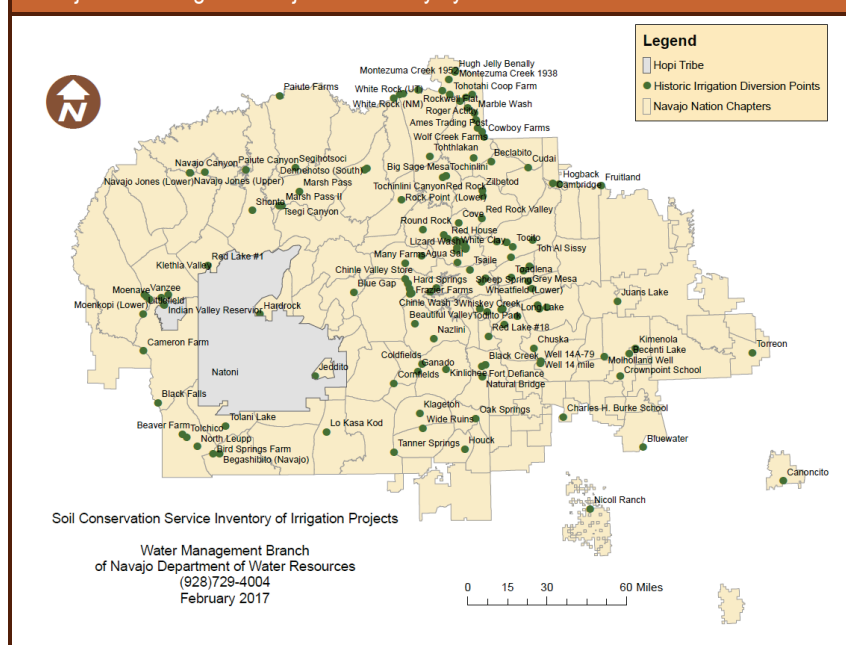 Legend
Hopi Tribe
Historic Irrigation Diversion Points
Navajo Nation Chapters
N
Hugh Jelly Benally
Montezuma Creek 1952
Montezuma Creek 1938
Paiute Farms
White Rock (UT)
Tohotahi Coop Farm
White Rock (NM)
Rockwell Flat
Marble Wash
Roger Activy
Ames Trading Post
Cowboy Farms
Wolf Creek Farms
Tohthlakan
Beclabito
Navajo Canyon
Paiute Canyon
Segihotsoci
Cudai
Dennehotso (South)
Big Sage Mesa
Tochinlini
Hogback
Fruitland
Navajo Jones (Lower)
Navajo Jones (Upper)
Marsh Pass
Tochinlini Canyon
Red Rock
Zilbetod
Cambridge
Marsh Pass II
Rock Point (Lower)
Shonto
Tsegi Canyon
Cove
Red Rock Valley
Round Rock
Red House
Lizard Wash
White Clay
Tocito
Toh Al Sissy
Red Lake #1
Many Farms
Agua Sal
Tsaile
Klethla Valley
Chinle Valley Store
Toadlena
Hard Springs
Sheep Spring
Grey Mesa
Moenave
Vanzee
Blue Gap
Frazier Farms
Wheatfield (Lower)
Juans Lake
Moenkopi (Lower)
Littlefield
Chinle Wash 3
Whiskey Creek
Long Lake
Indian Valley Reservior
Hardrock
Beautiful Valley
Todlito Park
Red Lake #18
Nazlini
Cameron Farm
Chuska
Kimenola
Coldfields
Black Creek
Well 14A-79
Becenti Lake
Torreon
Natoni
Jeddito
Ganado
Well 14 mile
Molholland Well
Cornfields
Kinlichee
Fort Defiance
Crownpoint School
Natural Bridge
Black Falls
Klagetoh
Oak Springs
Charles H. Burke School
Tolani Lake
Beaver Farm
Tolchico
Lo Kasa Kod
Wide Ruins
North Leupp
Bluewater
Bird Springs Farm
Tanner Springs
Houck
Begashibito (Navajo)
Canoncito
Nicoll Ranch
Soil Conservation Service Inventory of Irrigation Projects
Water Management Branch
of Navajo Department of Water Resources
(928)729-4004
February 2017
0 15 30 60 Miles